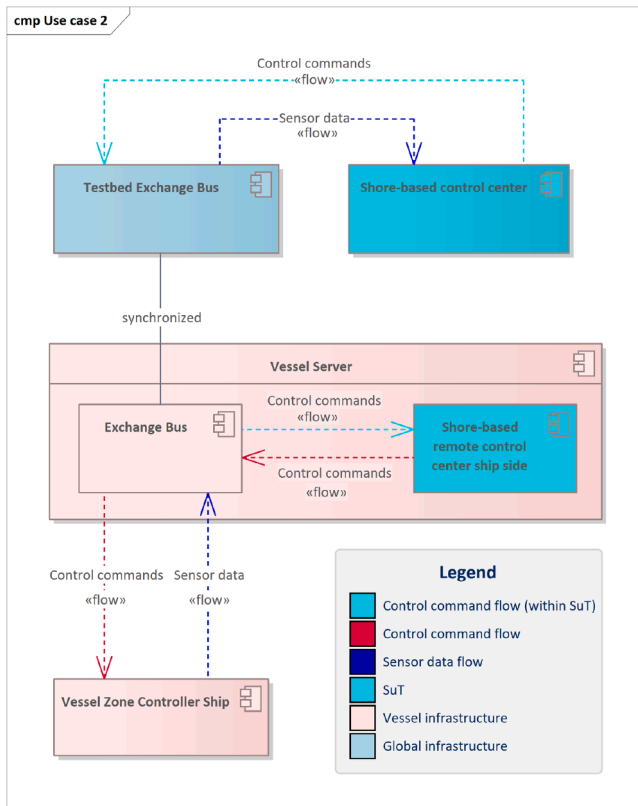 cmp Use case 2
Control commands
«flow»
Sensor data
«flow»
Testbed Exchange Bus
Shore-based control center
synchronized
Vessel Server
Exchange Bus
Control commands
«flow»
Shore-based
remote control
center ship side
Control commands
«flow»
Control commands
«flow»
Sensor data
«flow»
Vessel Zone Controller Ship
Legend
Control command flow (within SuT)
Control command flow
Sensor data flow
SuT
Vessel infrastructure
Global infrastructure